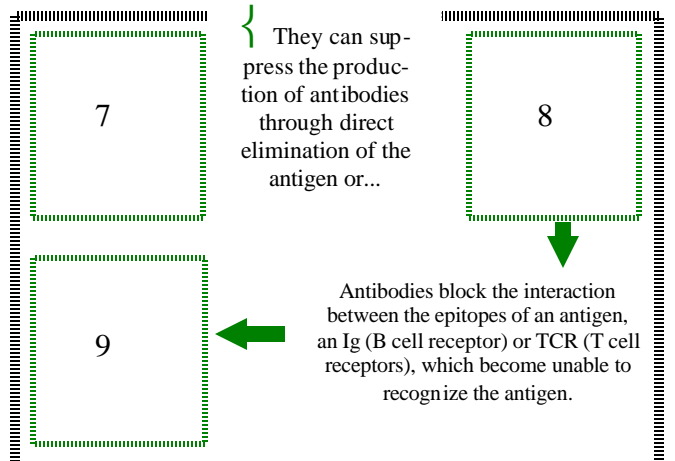 7
They can sup-
press the produc-
tion of antibodies
through direct
elimination of the
antigen or...
8
Antibodies block the interaction
between the epitopes of an antigen,
an Ig (B cell receptor) or TCR (T cell
receptors), which become unable to
recognize the antigen.
9